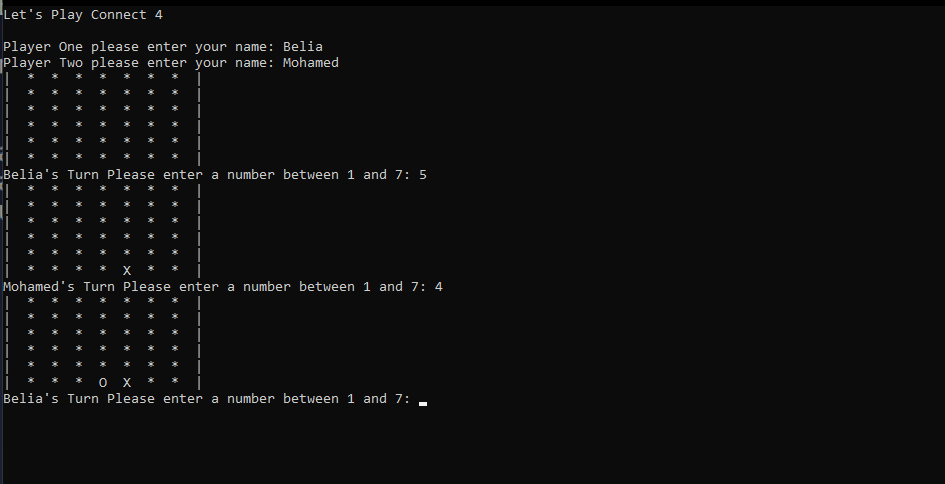 Let's Play Connect 4
Player One please enter your name: Belia
Player Two please enter your name: Mohamed
|  *  *  *  *  *  *  *  |
|  *  *  *  *  *  *  *  |
|  *  *  *  *  *  *  *  |
|  *  *  *  *  *  *  *  |
|  *  *  *  *  *  *  *  |
|  *  *  *  *  *  *  *  |
Belia's Turn Please enter a number between 1 and 7: 5
|  *  *  *  *  *  *  *  |
|  *  *  *  *  *  *  *  |
|  *  *  *  *  *  *  *  |
|  *  *  *  *  *  *  *  |
|  *  *  *  *  *  *  *  |
|  *  *  *  *  X  *  *  |
Mohamed's Turn Please enter a number between 1 and 7: 4
|  *  *  *  *  *  *  *  |
|  *  *  *  *  *  *  *  |
|  *  *  *  *  *  *  *  |
|  *  *  *  *  *  *  *  |
|  *  *  *  *  *  *  *  |
|  *  *  *  O  X  *  *  |
Belia's Turn Please enter a number between 1 and 7: